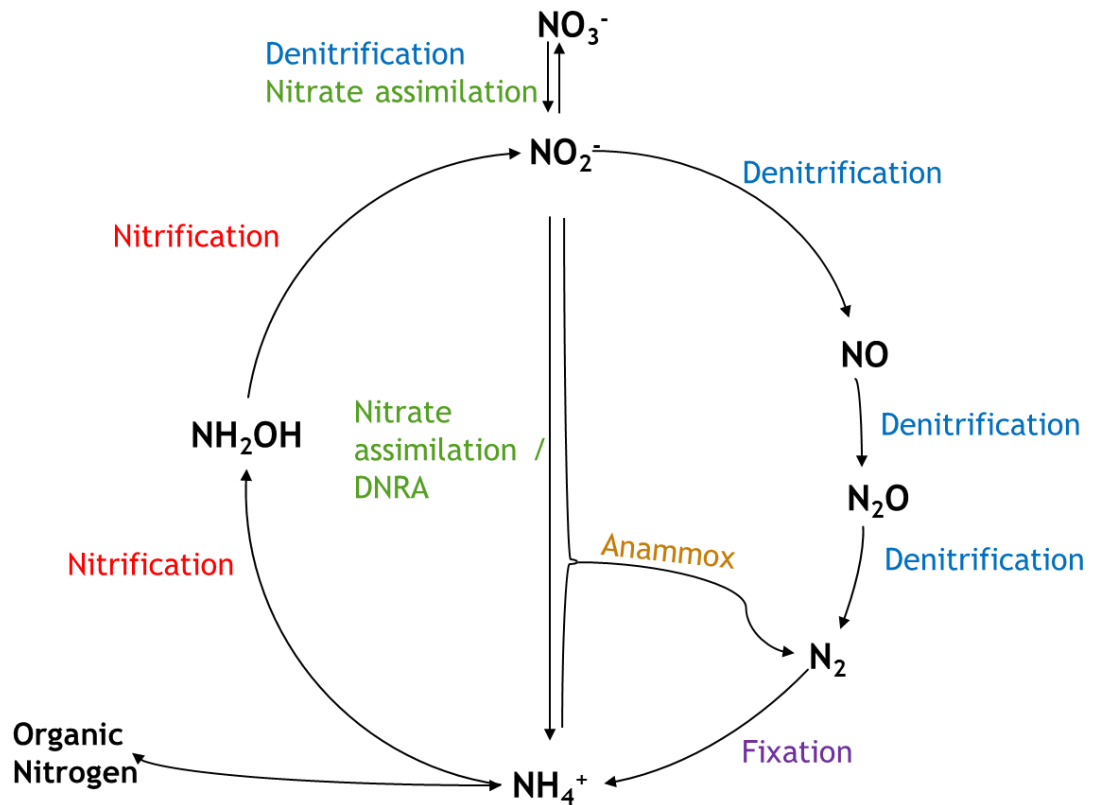 NO₃⁻
Denitrification
Nitrate assimilation
NO₂⁻
Denitrification
Nitrification
NO
Nitrate
assimilation /
DNRA
NH₂OH
Denitrification
N₂O
Anammox
Nitrification
Denitrification
N₂
Organic
Nitrogen
Fixation
NH₄⁺